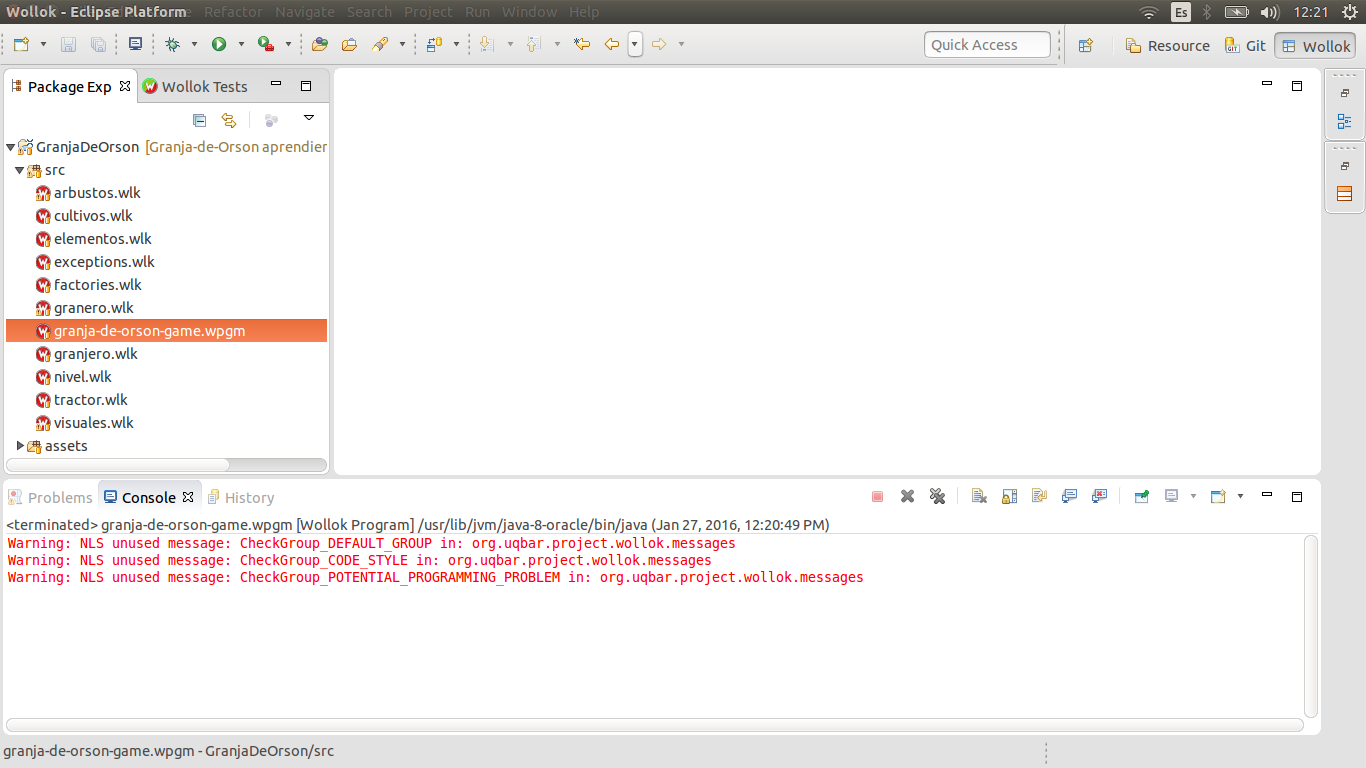 Wollok - Eclipse Platform Refactor Navigate Search Project Run Window Help Es 12:21
Quick Access Resource Git Wollok
Package Exp Wollok Tests
GranjaDeOrson [Granja-de-Orson aprendier
src
arbustos.wlk
cultivos.wlk
elementos.wlk
exceptions.wlk
factories.wlk
granero.wlk
granja-de-orson-game.wpgm
granjero.wlk
nivel.wlk
tractor.wlk
visuales.wlk
assets
Problems Console History
<terminated> granja-de-orson-game.wpgm [Wollok Program] /usr/lib/jvm/java-8-oracle/bin/java (Jan 27, 2016, 12:20:49 PM)
Warning: NLS unused message: CheckGroup_DEFAULT_GROUP in: org.uqbar.project.wollok.messages
Warning: NLS unused message: CheckGroup_CODE_STYLE in: org.uqbar.project.wollok.messages
Warning: NLS unused message: CheckGroup_POTENTIAL_PROGRAMMING_PROBLEM in: org.uqbar.project.wollok.messages
granja-de-orson-game.wpgm - GranjaDeOrson/src